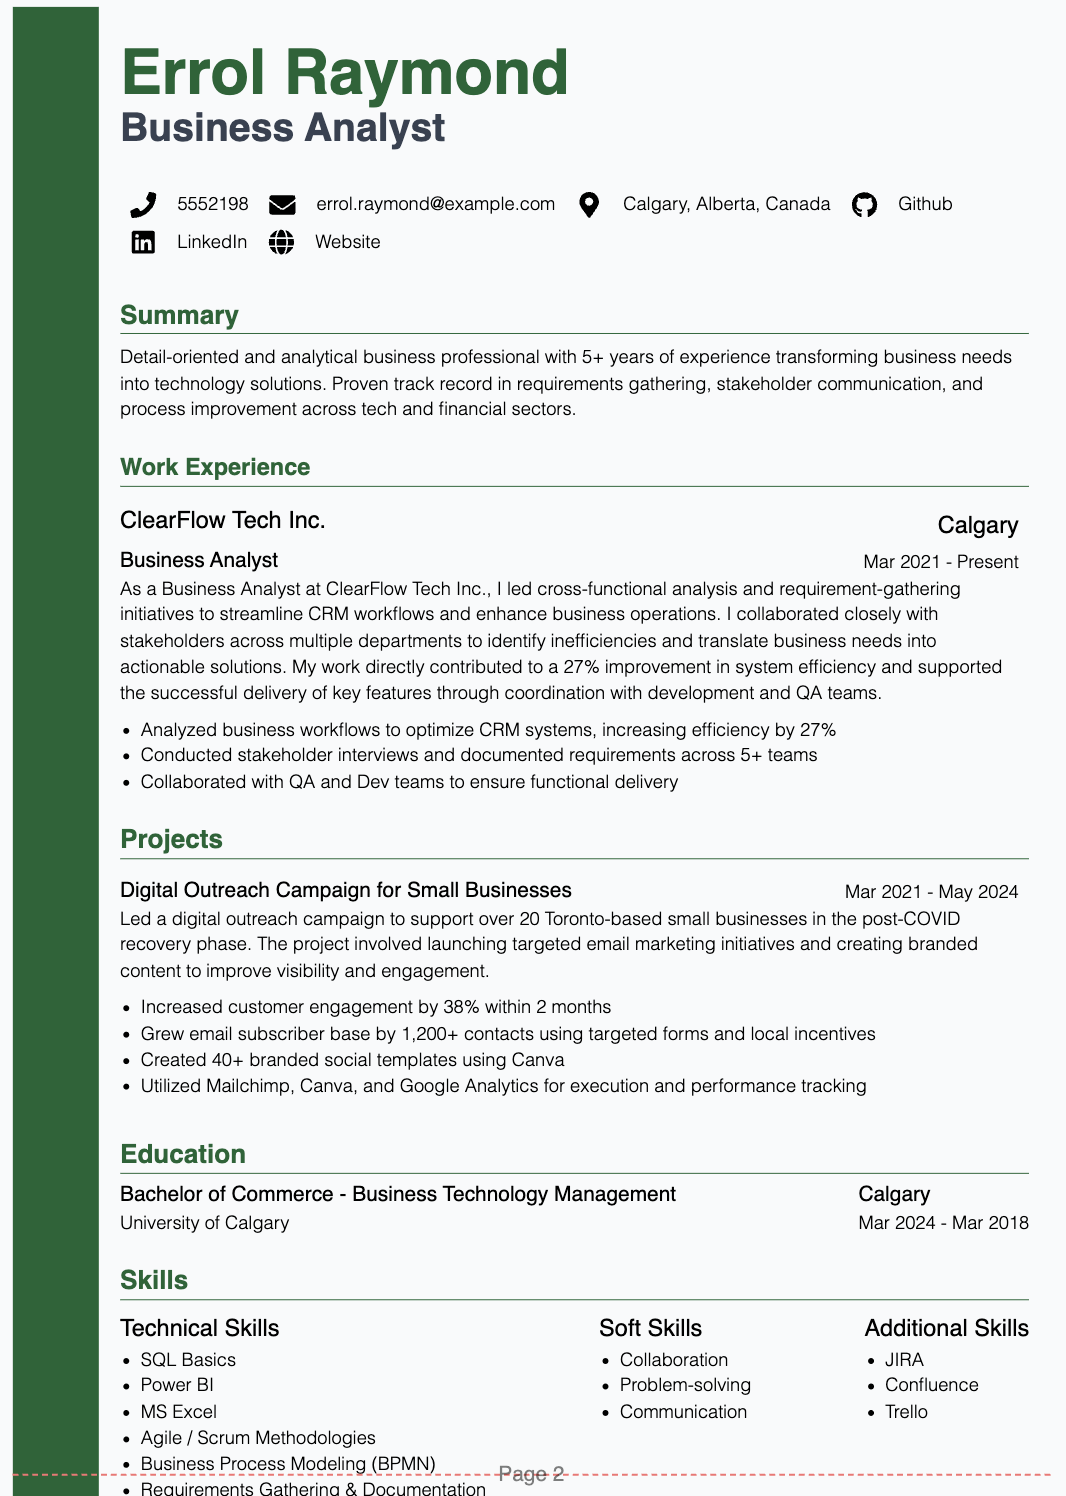 Errol Raymond
Business Analyst
5552198 errol.raymond@example.com Calgary, Alberta, Canada Github
LinkedIn Website
Summary
Detail-oriented and analytical business professional with 5+ years of experience transforming business needs
into technology solutions. Proven track record in requirements gathering, stakeholder communication, and
process improvement across tech and financial sectors.
Work Experience
ClearFlow Tech Inc. Calgary
Business Analyst Mar 2021 - Present
As a Business Analyst at ClearFlow Tech Inc., I led cross-functional analysis and requirement-gathering
initiatives to streamline CRM workflows and enhance business operations. I collaborated closely with
stakeholders across multiple departments to identify inefficiencies and translate business needs into
actionable solutions. My work directly contributed to a 27% improvement in system efficiency and supported
the successful delivery of key features through coordination with development and QA teams.
• Analyzed business workflows to optimize CRM systems, increasing efficiency by 27%
• Conducted stakeholder interviews and documented requirements across 5+ teams
• Collaborated with QA and Dev teams to ensure functional delivery
Projects
Digital Outreach Campaign for Small Businesses Mar 2021 - May 2024
Led a digital outreach campaign to support over 20 Toronto-based small businesses in the post-COVID
recovery phase. The project involved launching targeted email marketing initiatives and creating branded
content to improve visibility and engagement.
• Increased customer engagement by 38% within 2 months
• Grew email subscriber base by 1,200+ contacts using targeted forms and local incentives
• Created 40+ branded social templates using Canva
• Utilized Mailchimp, Canva, and Google Analytics for execution and performance tracking
Education
Bachelor of Commerce - Business Technology Management Calgary
University of Calgary Mar 2024 - Mar 2018
Skills
Technical Skills
• SQL Basics
• Power BI
• MS Excel
• Agile / Scrum Methodologies
• Business Process Modeling (BPMN)
• Requirements Gathering & Documentation
Soft Skills
• Collaboration
• Problem-solving
• Communication
Additional Skills
• JIRA
• Confluence
• Trello
Page 2